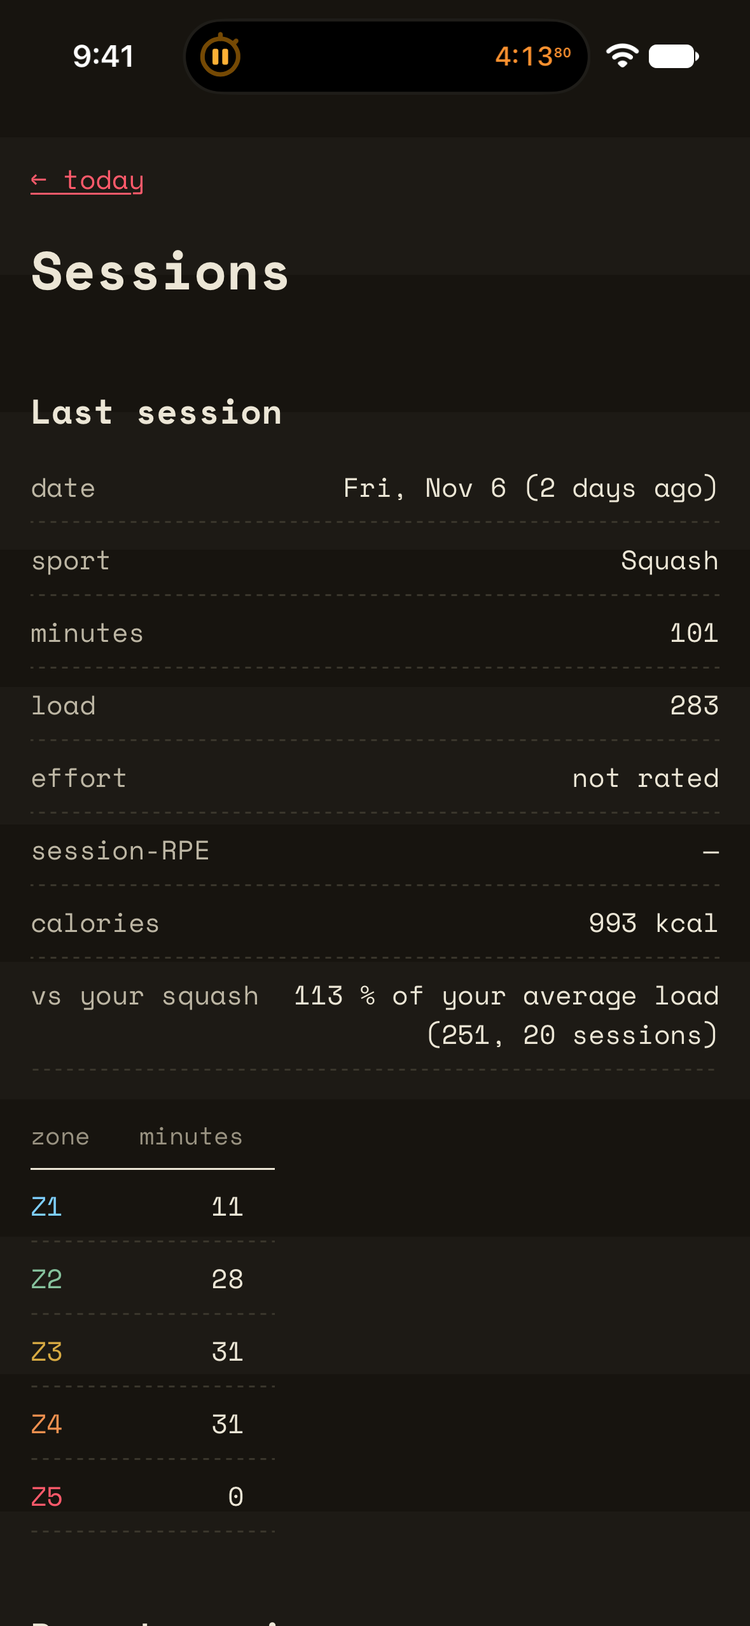 9:41
4:13⁸⁰
← today
Sessions
Last session
date Fri, Nov 6 (2 days ago)
sport Squash
minutes 101
load 283
effort not rated
session-RPE —
calories 993 kcal
vs your squash 113 % of your average load
(251, 20 sessions)
zone minutes
Z1 11
Z2 28
Z3 31
Z4 31
Z5 0